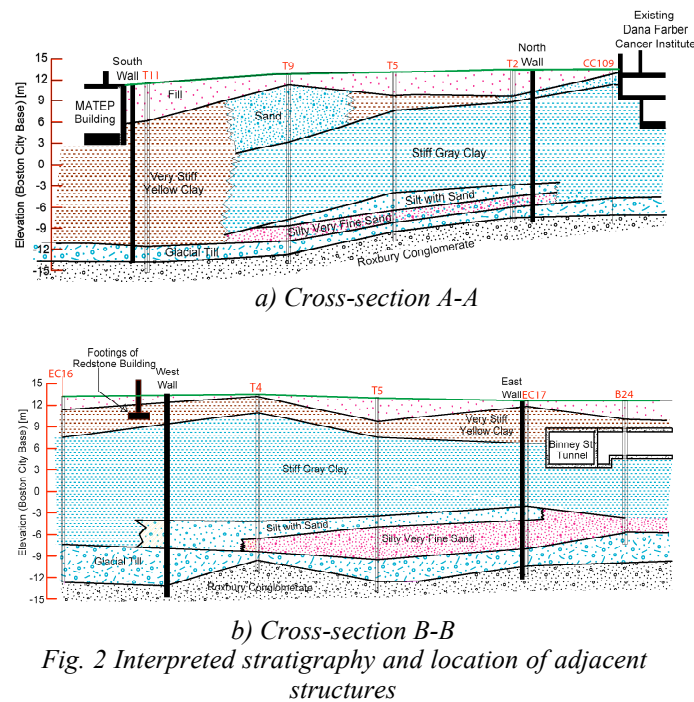 Existing
Dana Farber
Cancer Institute
South
Wall
T11
T9
T5
T2
North
Wall
CC109
Elevation (Boston City Base) [m]
15
12
9
6
3
0
-3
-6
-9
-12
-15
MATEP
Building
Fill
Sand
Stiff Gray Clay
Very Stiff
Yellow Clay
Silt with Sand
Silly Very Fine Sand
Glacial Till
Roxbury Conglomerate
a) Cross-section A-A
Footings of
Redstone Building
EC16
West
Wall
T4
T5
East
Wall
EC17
B24
Elevation (Boston City Base) [m]
15
12
9
6
3
0
-3
-6
-9
-12
-15
Very Stiff
Yellow Clay
Binney St
Tunnel
Stiff Gray Clay
Silt with Sand
Silly Very Fine Sand
Glacial Till
Roxbury Conglomerate
b) Cross-section B-B
Fig. 2 Interpreted stratigraphy and location of adjacent
structures